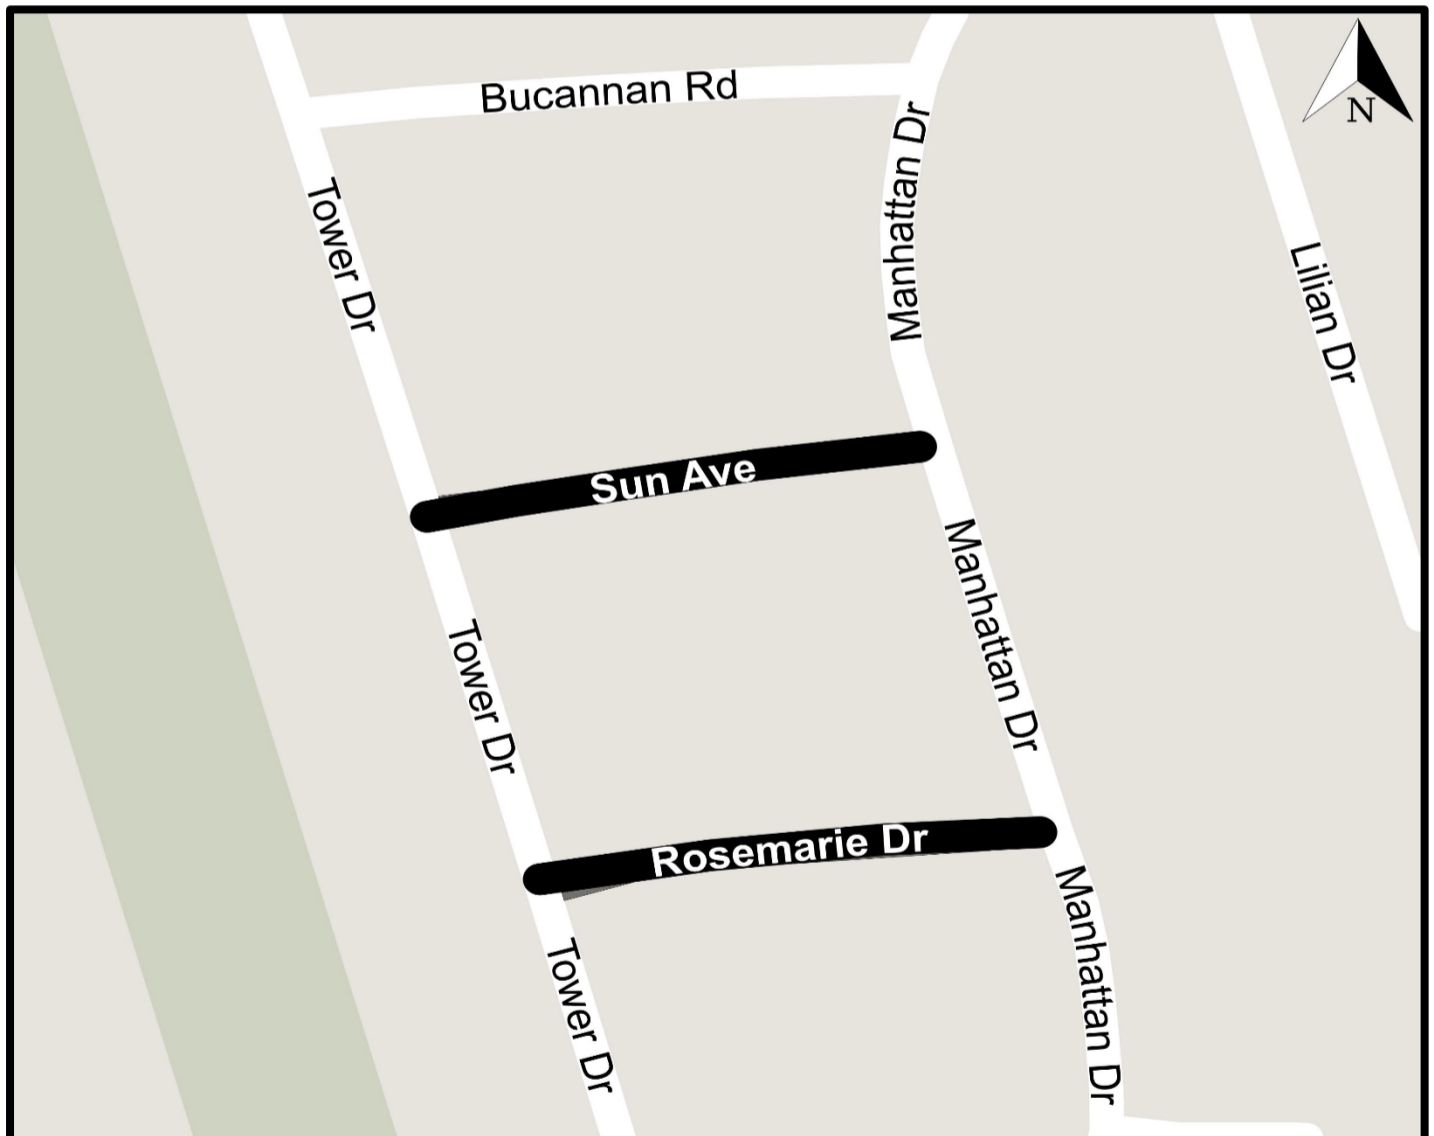 Bucannan Rd
N
Manhattan Dr
Tower Dr
Lilian Dr
Sun Ave
Manhattan Dr
Tower Dr
Rosemarie Dr
Manhattan Dr
Tower Dr